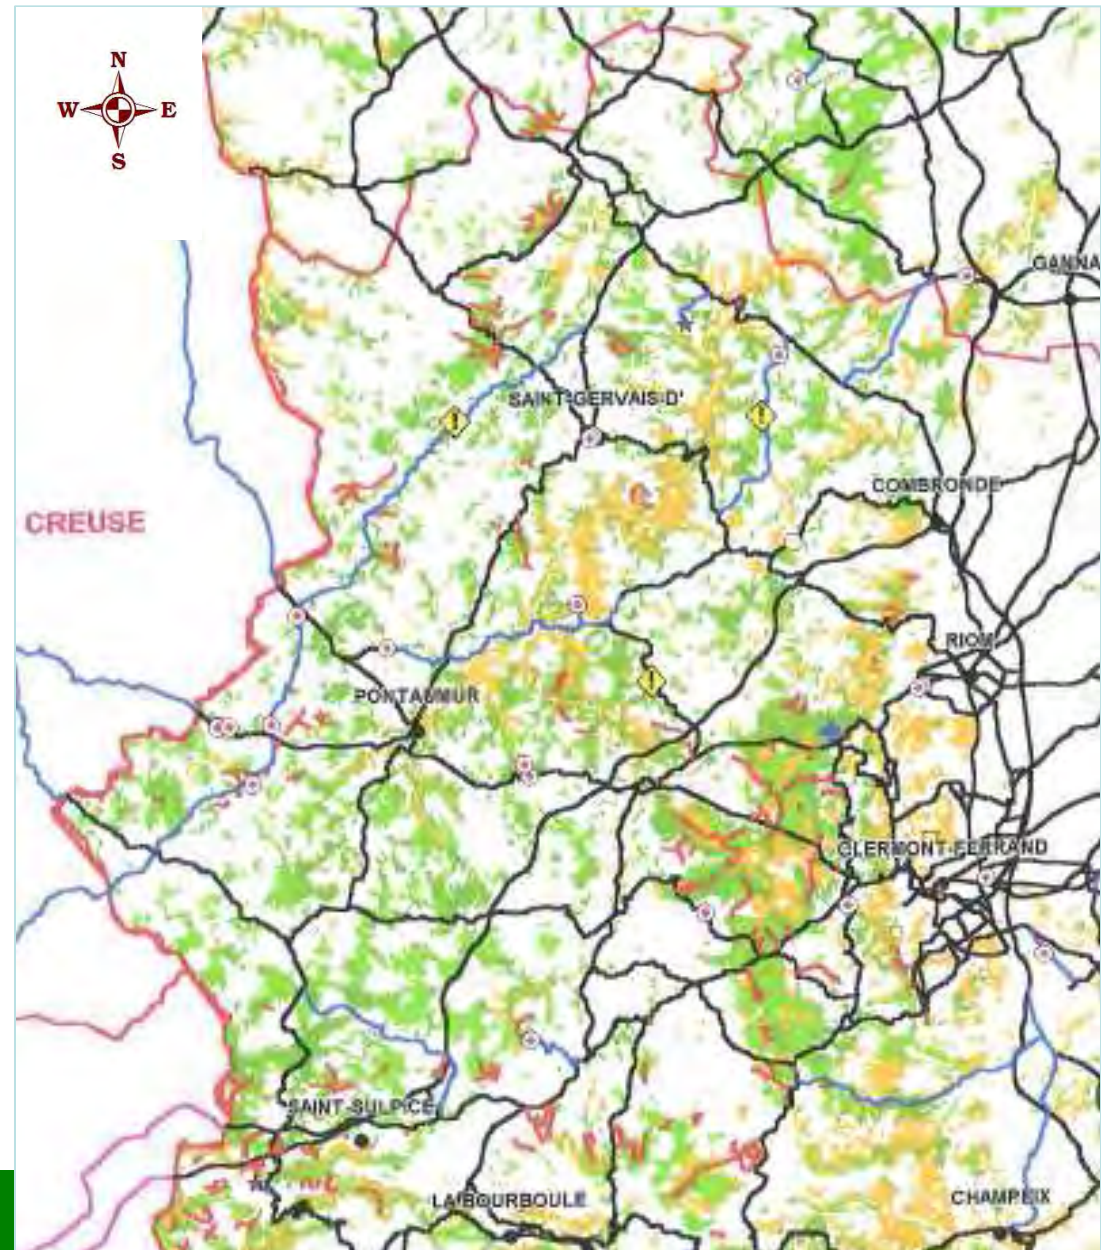 N
W E
S
GANNA
SAINT-GERVAIS-D'
COMBRONDE
CREUSE
RIOM
PONTAUMUR
CLERMONT-FERRAND
SAINT-SULPICE
LA BOURBOULE
CHAMPEIX